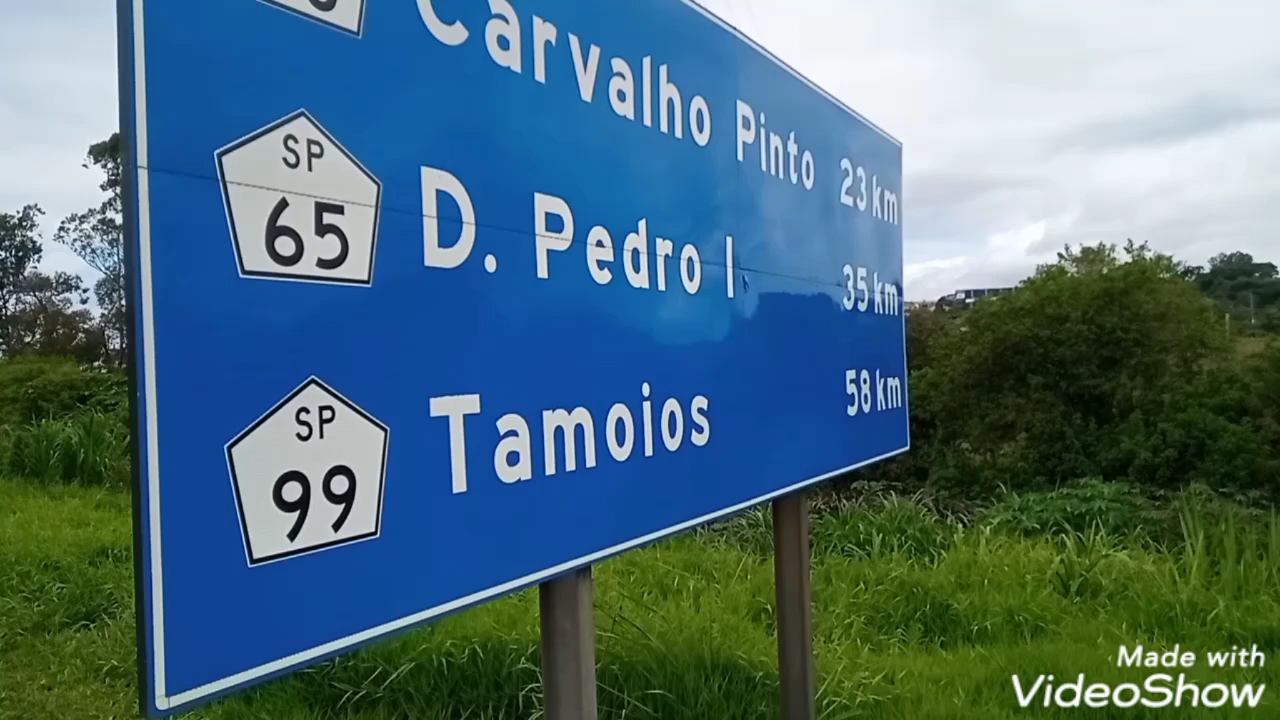 Carvalho Pinto 23 km
SP
65
D. Pedro I 35 km
SP
99
Tamoios 58 km
Made with
VideoShow